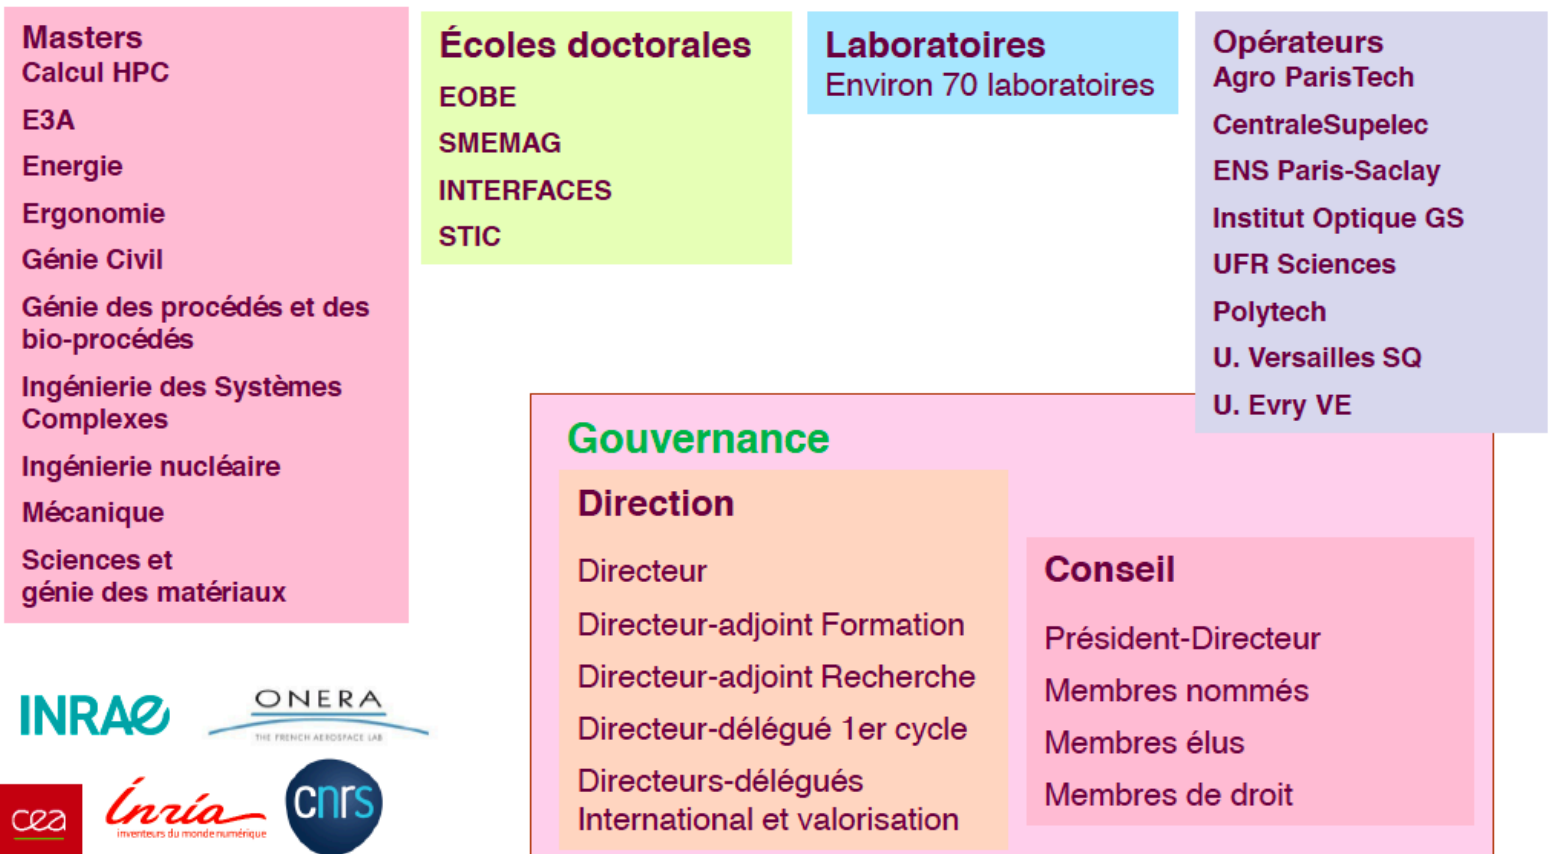 Masters
Calcul HPC
E3A
Energie
Ergonomie
Génie Civil
Génie des procédés et des
bio-procédés
Ingénierie des Systèmes
Complexes
Ingénierie nucléaire
Mécanique
Sciences et
génie des matériaux
Écoles doctorales
EOBE
SMEMAG
INTERFACES
STIC
Laboratoires
Environ 70 laboratoires
Opérateurs
Agro ParisTech
CentraleSupelec
ENS Paris-Saclay
Institut Optique GS
UFR Sciences
Polytech
U. Versailles SQ
U. Evry VE
Gouvernance
Direction
Directeur
Directeur-adjoint Formation
Directeur-adjoint Recherche
Directeur-délégué 1er cycle
Directeurs-délégués
International et valorisation
Conseil
Président-Directeur
Membres nommés
Membres élus
Membres de droit
INRAE
ONERA
THE FRENCH AEROSPACE LAB
cea
Inria
inventeurs du monde numérique
cnrs